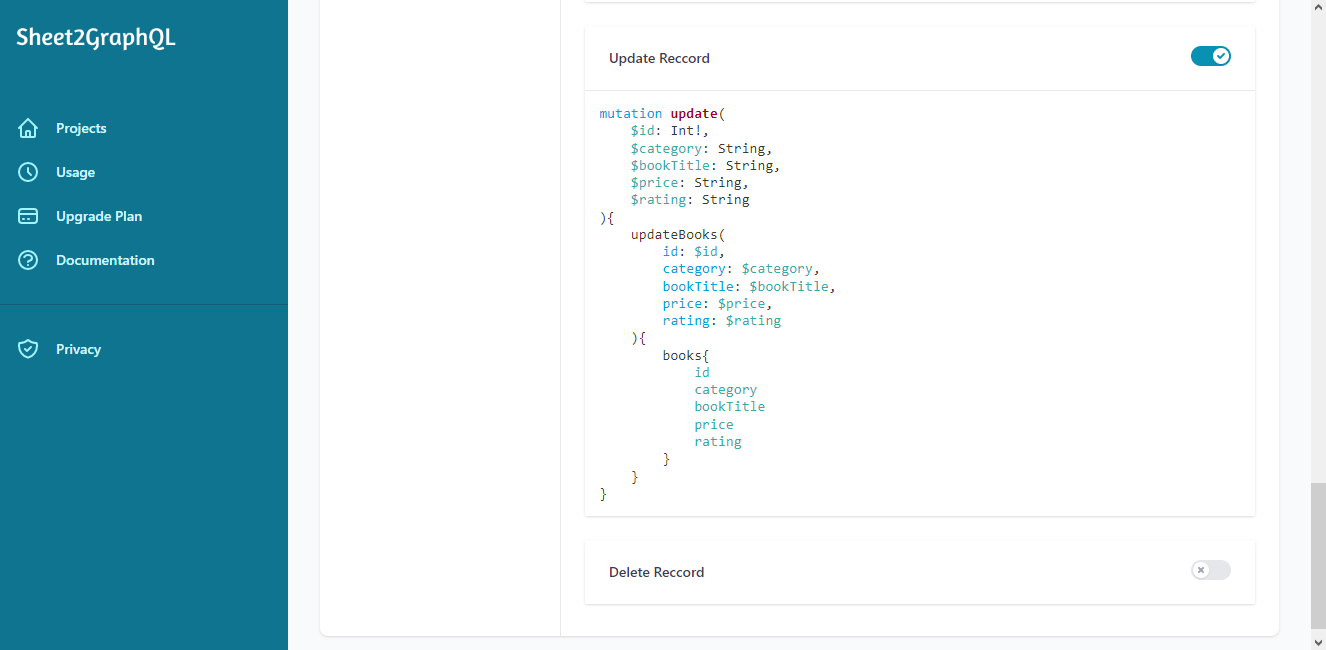 Sheet2GraphQL
Projects
Usage
Upgrade Plan
Documentation
Privacy
Update Reccord
mutation update(
    $id: Int!,
    $category: String,
    $bookTitle: String,
    $price: String,
    $rating: String
){
    updateBooks(
        id: $id,
        category: $category,
        bookTitle: $bookTitle,
        price: $price,
        rating: $rating
    ){
        books{
            id
            category
            bookTitle
            price
            rating
        }
    }
}
Delete Reccord